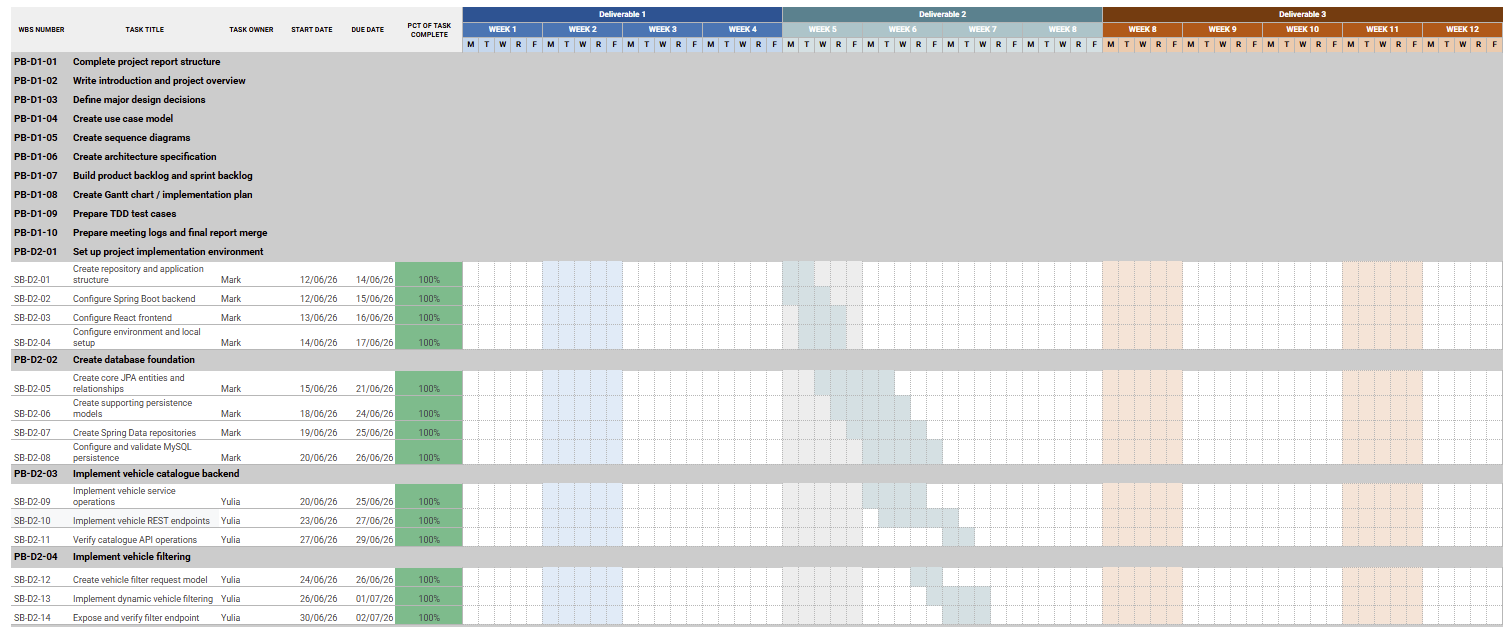 Deliverable 1 Deliverable 2 Deliverable 3
WBS NUMBER TASK TITLE TASK OWNER START DATE DUE DATE PCT OF TASK COMPLETE WEEK 1 WEEK 2 WEEK 3 WEEK 4 WEEK 5 WEEK 6 WEEK 7 WEEK 8 WEEK 8 WEEK 9 WEEK 10 WEEK 11 WEEK 12
M T W R F M T W R F M T W R F M T W R F M T W R F M T W R F M T W R F M T W R F M T W R F M T W R F M T W R F M T W R F M T W R F
PB-D1-01 Complete project report structure
PB-D1-02 Write introduction and project overview
PB-D1-03 Define major design decisions
PB-D1-04 Create use case model
PB-D1-05 Create sequence diagrams
PB-D1-06 Create architecture specification
PB-D1-07 Build product backlog and sprint backlog
PB-D1-08 Create Gantt chart / implementation plan
PB-D1-09 Prepare TDD test cases
PB-D1-10 Prepare meeting logs and final report merge
PB-D2-01 Set up project implementation environment
Create repository and application
SB-D2-01 structure Mark 12/06/26 14/06/26 100%
SB-D2-02 Configure Spring Boot backend Mark 12/06/26 15/06/26 100%
SB-D2-03 Configure React frontend Mark 13/06/26 16/06/26 100%
Configure environment and local
SB-D2-04 setup Mark 14/06/26 17/06/26 100%
PB-D2-02 Create database foundation
Create core JPA entities and
SB-D2-05 relationships Mark 15/06/26 21/06/26 100%
Create supporting persistence
SB-D2-06 models Mark 18/06/26 24/06/26 100%
SB-D2-07 Create Spring Data repositories Mark 19/06/26 25/06/26 100%
Configure and validate MySQL
SB-D2-08 persistence Mark 20/06/26 26/06/26 100%
PB-D2-03 Implement vehicle catalogue backend
Implement vehicle service
SB-D2-09 operations Yulia 20/06/26 25/06/26 100%
SB-D2-10 Implement vehicle REST endpoints Yulia 23/06/26 27/06/26 100%
SB-D2-11 Verify catalogue API operations Yulia 27/06/26 29/06/26 100%
PB-D2-04 Implement vehicle filtering
SB-D2-12 Create vehicle filter request model Yulia 24/06/26 26/06/26 100%
SB-D2-13 Implement dynamic vehicle filtering Yulia 26/06/26 01/07/26 100%
SB-D2-14 Expose and verify filter endpoint Yulia 30/06/26 02/07/26 100%